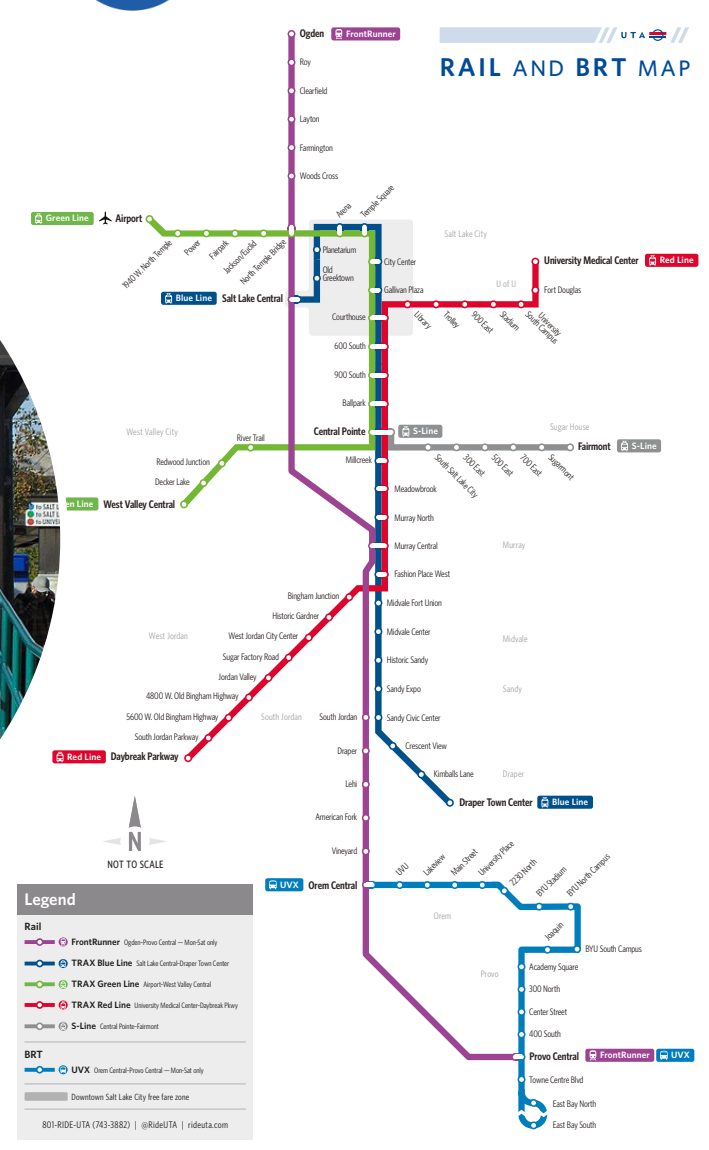 UTA
RAIL AND BRT MAP
Ogden FrontRunner
Roy
Clearfield
Layton
Farmington
Woods Cross
Green Line Airport
1940 W. North Temple
Power
Fairpark
Jackson/Euclid
North Temple Bridge
Arena
Temple Square
Salt Lake City
Planetarium
Old
Greektown
City Center
Gallivan Plaza
Blue Line Salt Lake Central
University Medical Center Red Line
Fort Douglas
U of U
Courthouse
Library
Trolley
900 East
Stadium
University
South Campus
600 South
900 South
Ballpark
Central Pointe S-Line
West Valley City
River Trail
Sugar House
Fairmont S-Line
South Salt Lake City
300 East
500 East
700 East
Sugarmont
Redwood Junction
Decker Lake
en Line West Valley Central
Millcreek
Meadowbrook
Murray North
Murray Central
Murray
Fashion Place West
to SALT L
to SALT
to UNIVE
Bingham Junction
Historic Gardner
West Jordan City Center
West Jordan
Sugar Factory Road
Jordan Valley
4800 W. Old Bingham Highway
5600 W. Old Bingham Highway
South Jordan Parkway
Red Line Daybreak Parkway
South Jordan
Midvale Fort Union
Midvale Center
Midvale
Historic Sandy
Sandy Expo
Sandy
Sandy Civic Center
Crescent View
Kimballs Lane
Draper
Draper Town Center Blue Line
South Jordan
Draper
Lehi
American Fork
Vineyard
N
NOT TO SCALE
UVX Orem Central
UVU
Lakeview
Main Street
University Place
2230 North
BYU Stadium
BYU North Campus
Orem
Joaquin
BYU South Campus
Provo
Academy Square
300 North
Center Street
400 South
Provo Central FrontRunner UVX
Towne Centre Blvd
East Bay North
East Bay South
Legend
Rail
FrontRunner Ogden-Provo Central — Mon-Sat only
TRAX Blue Line Salt Lake Central-Draper Town Center
TRAX Green Line Airport-West Valley Central
TRAX Red Line University Medical Center-Daybreak Pkwy
S-Line Central Pointe-Fairmont
BRT
UVX Orem Central-Provo Central — Mon-Sat only
Downtown Salt Lake City free fare zone
801-RIDE-UTA (743-3882) | @RideUTA | rideuta.com